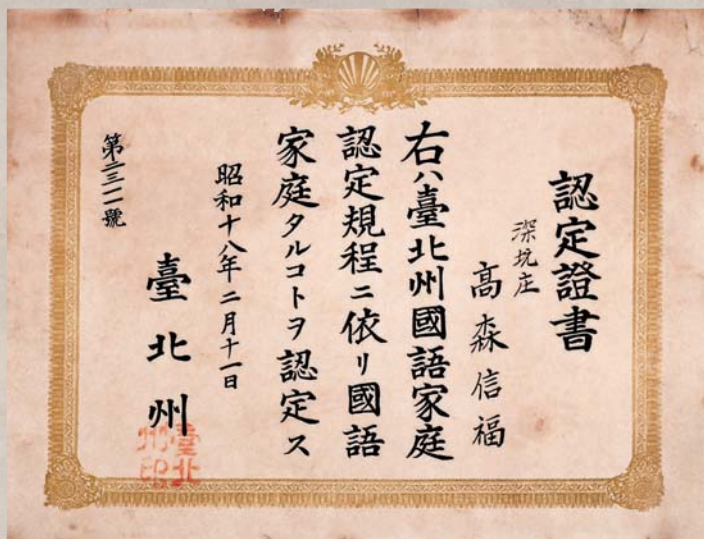 認定證書
深坑庄
高森信福
右ハ臺北州國語家庭
認定規程ニ依リ國語
家庭タルコトヲ認定ス
昭和十八年二月十一日
臺北州
臺北
州印
第二三一一號